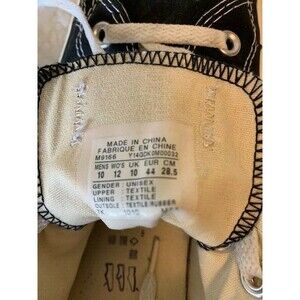 MADE IN CHINA
FABRIQUE EN CHINE
M9166
MENS WO'S UK EUR CM
10 12 10 44 28.5
GENDER : UNISEX
UPPER : TEXTILE
LINING : TEXTILE
OUTSOLE : TEXTILE/RUBBER